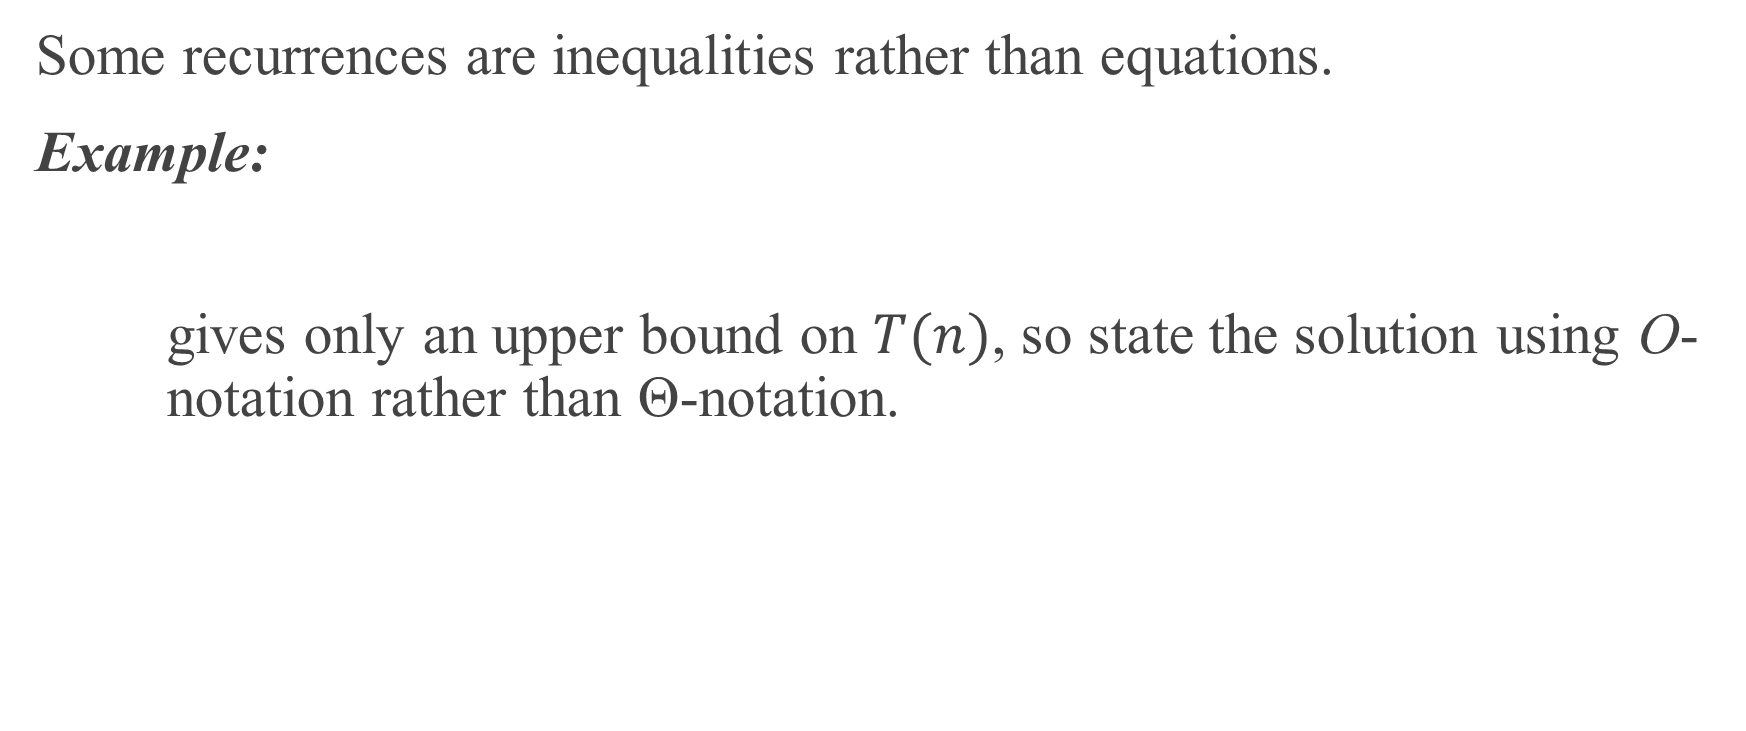 Some recurrences are inequalities rather than equations.
Example:
gives only an upper bound on T(n), so state the solution using O-
notation rather than Θ-notation.